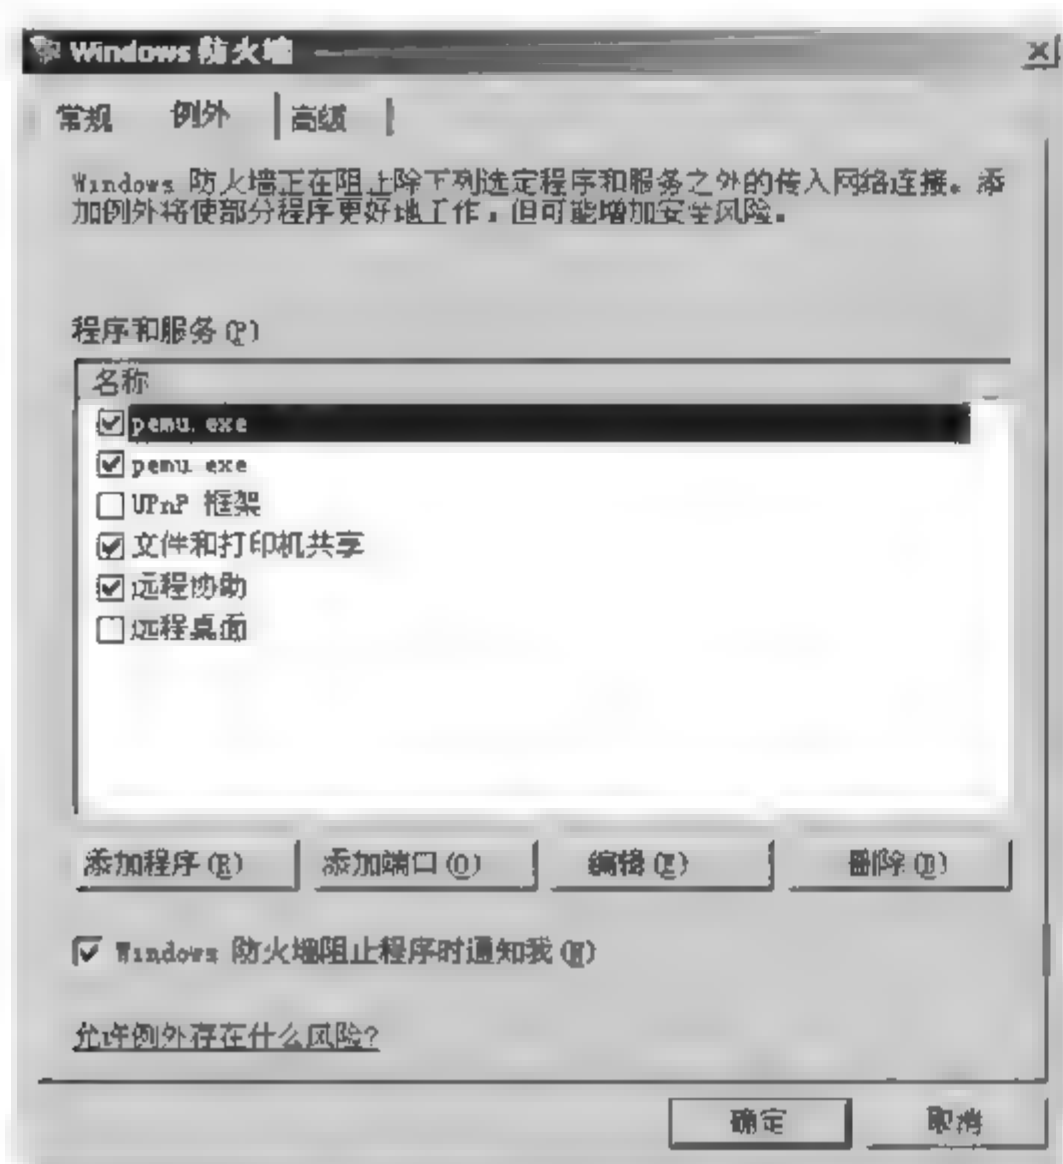 Windows 防火墙
常规 例外 高级
Windows 防火墙正在阻止除下列选定程序和服务之外的传入网络连接。添
加例外将使部分程序更好地工作，但可能增加安全风险。
程序和服务(P)
名称
pemu.exe
pemu.exe
UPnP 框架
文件和打印机共享
远程协助
远程桌面
添加程序(R) 添加端口(O) 编辑(E) 删除(D)
Windows 防火墙阻止程序时通知我(N)
允许例外存在什么风险?
确定 取消